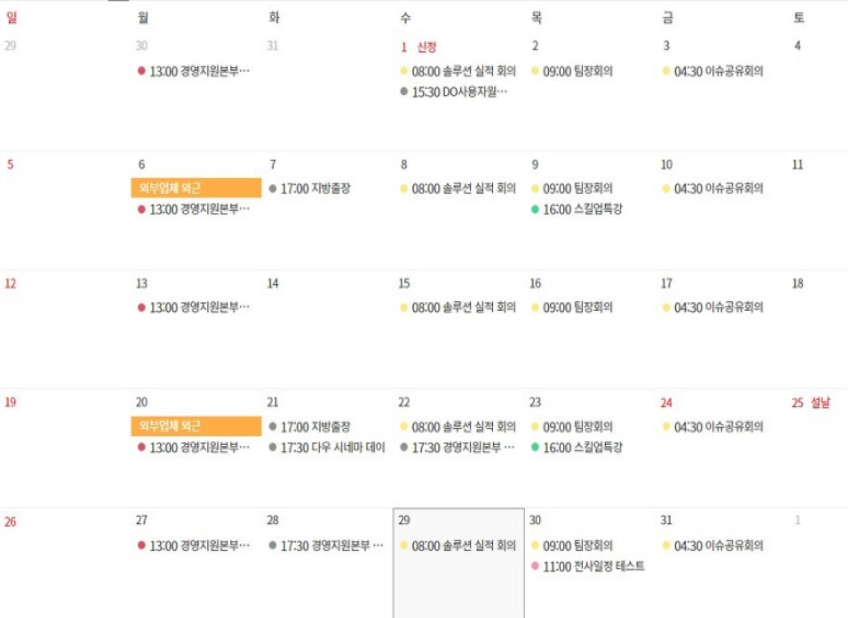 일 월 화 수 목 금 토
29 30 31 1 신정 2 3 4
13:00 경영지원본부… 08:00 솔루션 실적 회의 09:00 팀장회의 04:30 이슈공유회의
15:30 DO사용자월…
5 6 7 8 9 10 11
외부업체 외근 17:00 지방출장 08:00 솔루션 실적 회의 09:00 팀장회의 04:30 이슈공유회의
13:00 경영지원본부… 16:00 스킬업특강
12 13 14 15 16 17 18
13:00 경영지원본부… 08:00 솔루션 실적 회의 09:00 팀장회의 04:30 이슈공유회의
19 20 21 22 23 24 25 설날
외부업체 외근 17:00 지방출장 08:00 솔루션 실적 회의 09:00 팀장회의 04:30 이슈공유회의
13:00 경영지원본부… 17:30 다우 시네마 데이 17:30 경영지원본부 … 16:00 스킬업특강
26 27 28 29 30 31 1
13:00 경영지원본부… 17:30 경영지원본부 … 08:00 솔루션 실적 회의 09:00 팀장회의 04:30 이슈공유회의
11:00 전사일정 테스트